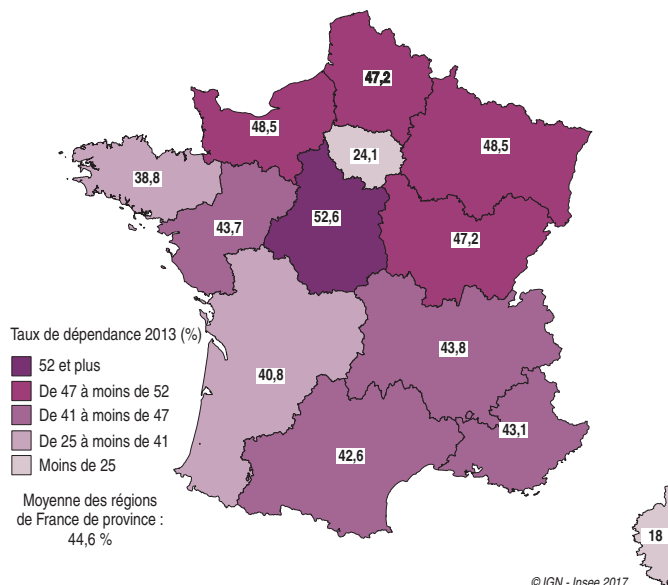 47,2
48,5
24,1
48,5
38,8
43,7
52,6
47,2
Taux de dépendance 2013 (%)
52 et plus
De 47 à moins de 52
De 41 à moins de 47
De 25 à moins de 41
Moins de 25
Moyenne des régions
de France de province :
44,6 %
40,8
43,8
43,1
42,6
18
© IGN - Insee 2017